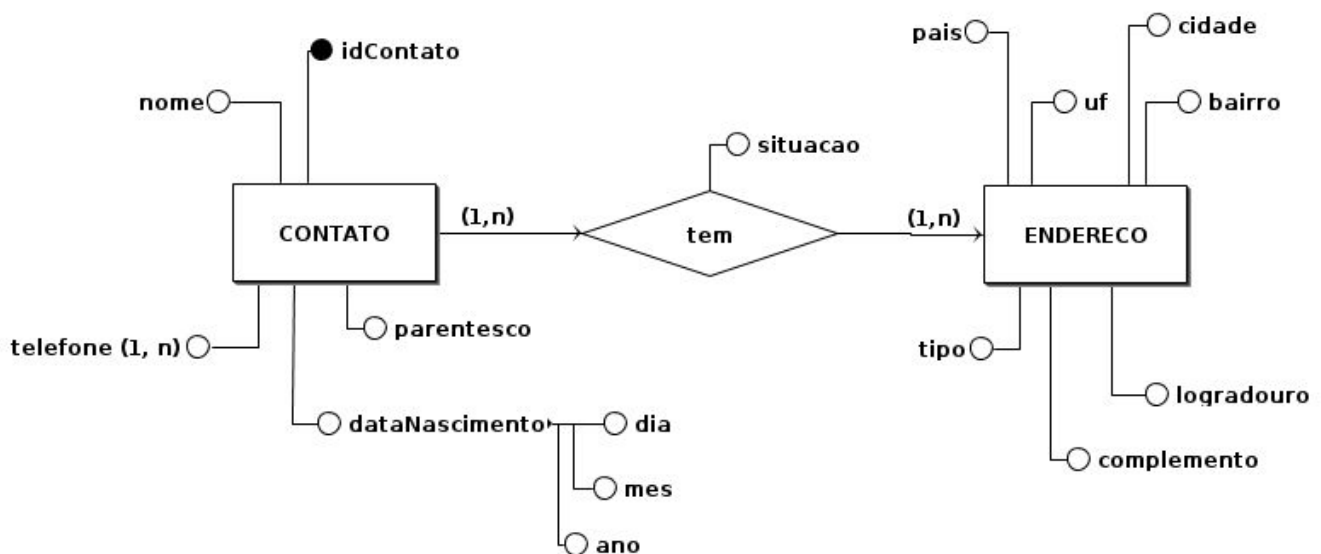 pais
cidade
idContato
nome
uf
bairro
situacao
CONTATO
(1,n)
tem
(1,n)
ENDERECO
telefone (1, n)
parentesco
tipo
logradouro
dataNascimento
dia
complemento
mes
ano